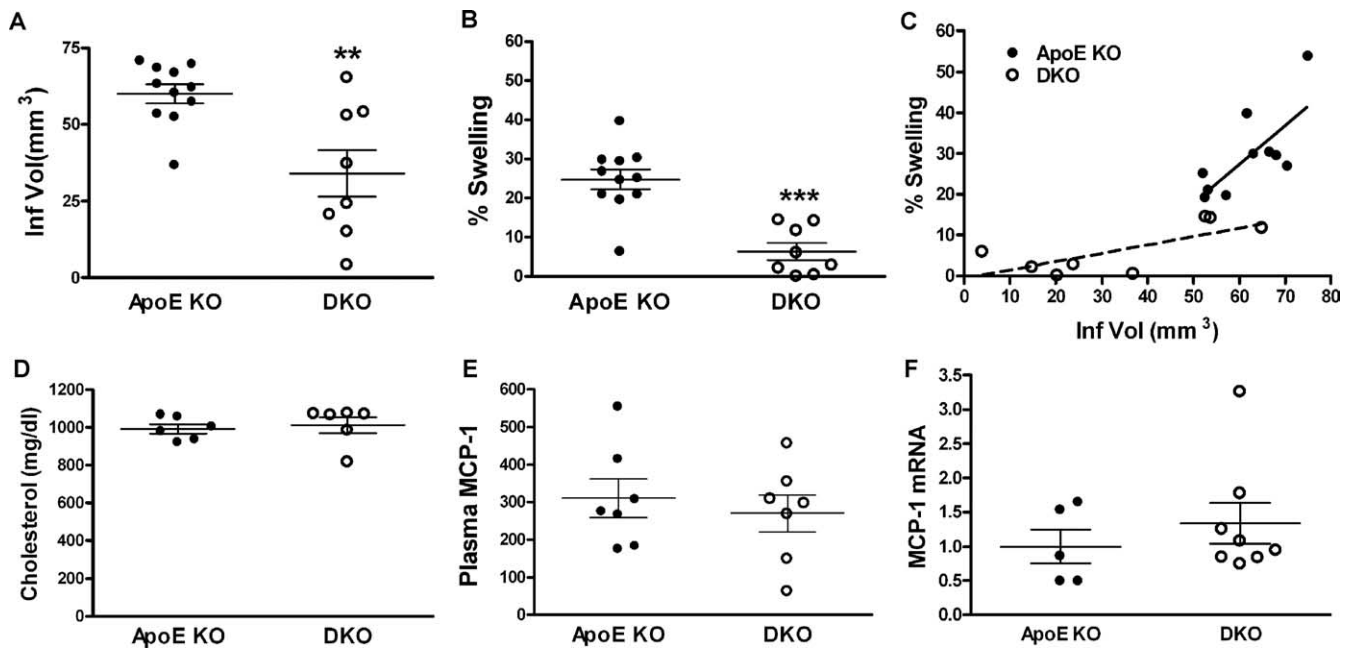 A
Inf Vol(mm 3)
75
50
25
0
**
ApoE KO
DKO
B
% Swelling
60
50
40
30
20
10
0
***
ApoE KO
DKO
C
% Swelling
60
50
40
30
20
10
0
ApoE KO
DKO
0 10 20 30 40 50 60 70 80
Inf Vol (mm 3)
D
Cholesterol (mg/dl)
1200
1000
800
600
400
200
0
ApoE KO
DKO
E
Plasma MCP-1
600
500
400
300
200
100
0
ApoE KO
DKO
F
MCP-1 mRNA
3.5
3.0
2.5
2.0
1.5
1.0
0.5
0.0
ApoE KO
DKO